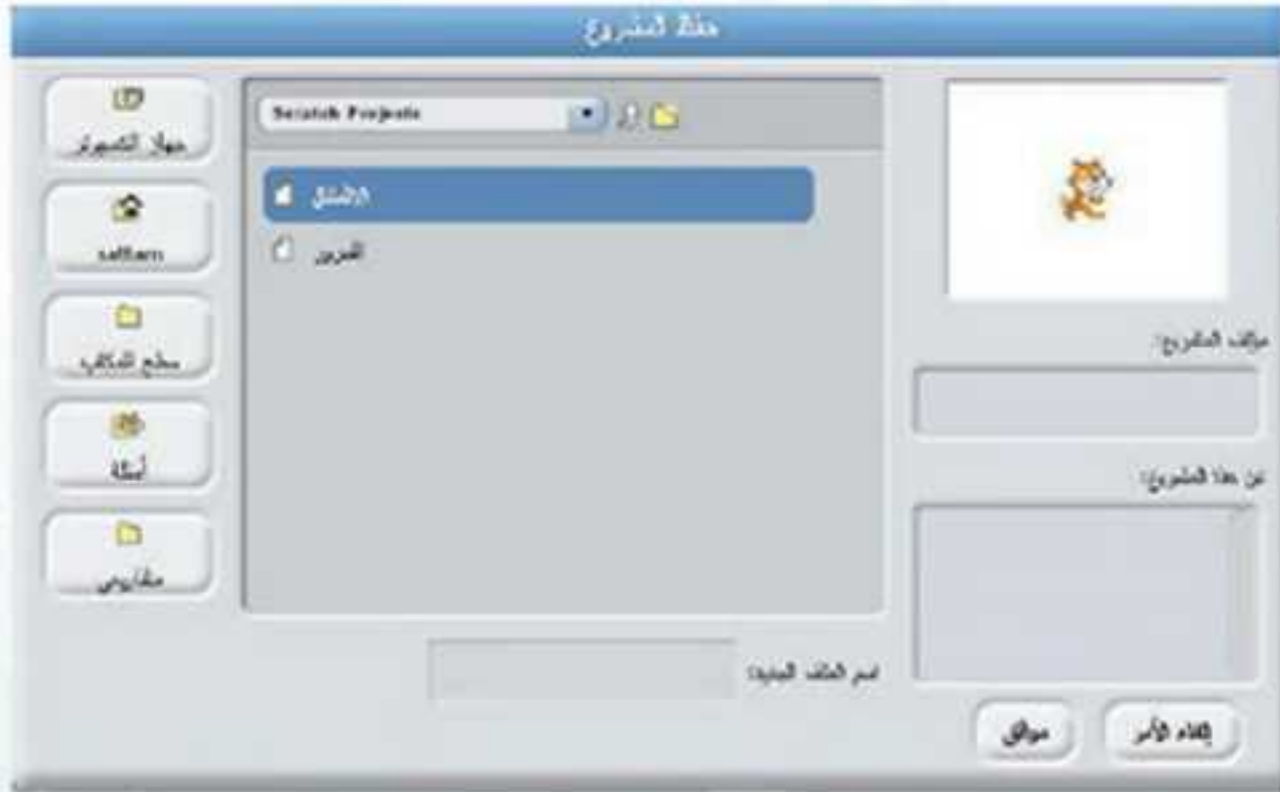 حفظ المشروع
Scratch Projects
جهاز الكمبيوتر
سطح المكتب
أمثلة
مشاريعي
التمرين
مؤلف المشروع:
عن هذا المشروع:
اسم الملف الجديد:
موافق
إلغاء الأمر